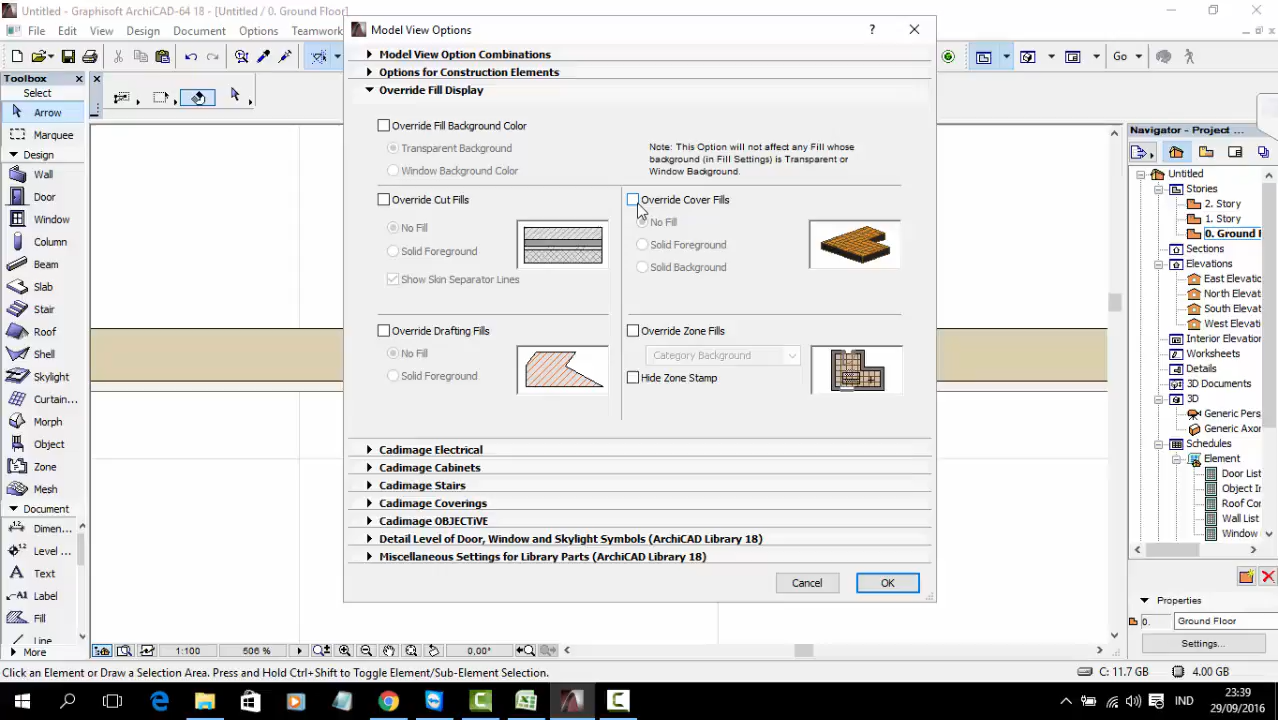 Untitled - Graphisoft ArchiCAD-64 18 - [Untitled / 0. Ground Floor]
File Edit View Design Document Options Teamwork
Model View Options
Model View Option Combinations
Options for Construction Elements
Override Fill Display
Override Fill Background Color
Transparent Background
Window Background Color
Note: This Option will not affect any Fill whose
background (in Fill Settings) is Transparent or
Window Background.
Override Cut Fills
No Fill
Solid Foreground
Show Skin Separator Lines
Override Cover Fills
No Fill
Solid Foreground
Solid Background
Override Drafting Fills
No Fill
Solid Foreground
Override Zone Fills
Category Background
Hide Zone Stamp
Cadimage Electrical
Cadimage Cabinets
Cadimage Stairs
Cadimage Coverings
Cadimage OBJECTiVE
Detail Level of Door, Window and Skylight Symbols (ArchiCAD Library 18)
Miscellaneous Settings for Library Parts (ArchiCAD Library 18)
Cancel
OK
Toolbox
Select
Arrow
Marquee
Design
Wall
Door
Window
Column
Beam
Slab
Stair
Roof
Shell
Skylight
Curtain...
Morph
Object
Zone
Mesh
Document
Dimen...
Level ...
Text
Label
Fill
Line
More
Go
Navigator - Project ...
Untitled
Stories
2. Story
1. Story
0. Ground F
Sections
Elevations
East Elevat
North Elevat
South Elevat
West Elevati
Interior Elevation
Worksheets
Details
3D Documents
3D
Generic Pers
Generic Axon
Schedules
Element
Door List
Object In
Roof Cor
Wall List
Window
Properties
0. Ground Floor
Settings...
1:100
506 %
0,00°
Click an Element or Draw a Selection Area. Press and Hold Ctrl+Shift to Toggle Element/Sub-Element Selection.
C: 11.7 GB
4.00 GB
IND
23:39
29/09/2016